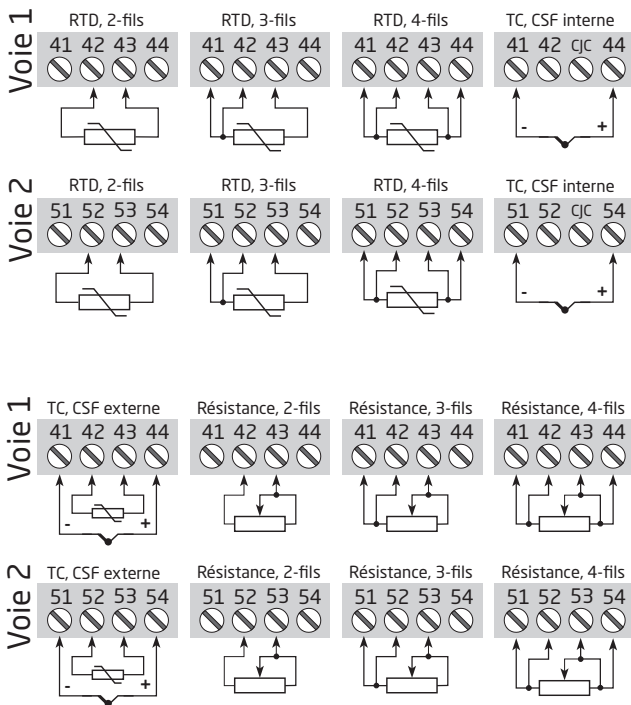 Voie 1
RTD, 2-fils RTD, 3-fils RTD, 4-fils TC, CSF interne
41 42 43 44 41 42 43 44 41 42 43 44 41 42 CJC 44
- +
Voie 2
RTD, 2-fils RTD, 3-fils RTD, 4-fils TC, CSF interne
51 52 53 54 51 52 53 54 51 52 53 54 51 52 CJC 54
- +
Voie 1
TC, CSF externe Résistance, 2-fils Résistance, 3-fils Résistance, 4-fils
41 42 43 44 41 42 43 44 41 42 43 44 41 42 43 44
- +
Voie 2
TC, CSF externe Résistance, 2-fils Résistance, 3-fils Résistance, 4-fils
51 52 53 54 51 52 53 54 51 52 53 54 51 52 53 54
- +